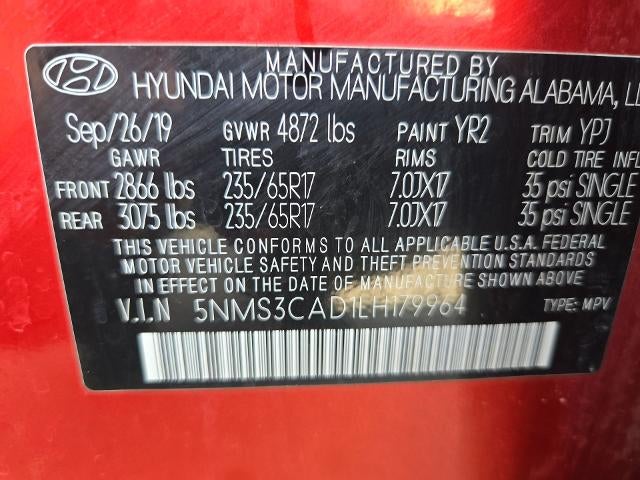 MANUFACTURED BY
HYUNDAI MOTOR MANUFACTURING ALABAMA,
Sep/26/19 GVWR 4872 lbs PAINT YR2 TRIM YPJ
GAWR TIRES RIMS COLD TIRE INFL
FRONT 2866 lbs 235/65R17 7.0JX17 35 psi SINGLE
REAR 3075 lbs 235/65R17 7.0JX17 35 psi SINGLE
THIS VEHICLE CONFORMS TO ALL APPLICABLE U.S.A. FEDERAL
MOTOR VEHICLE SAFETY AND THEFT PREVENTION STANDARDS
IN EFFECT ON THE DATE OF MANUFACTURE SHOWN ABOVE.
V.I.N 5NMS3CAD1LH179964 TYPE: MPV